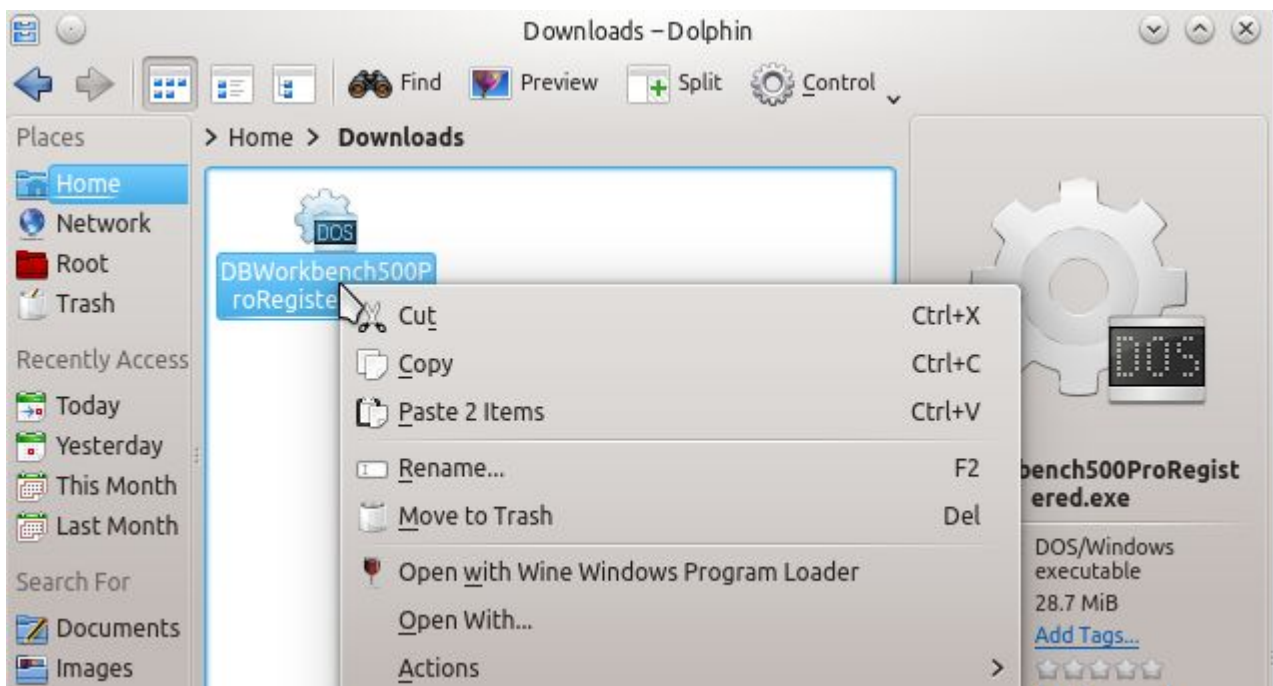 Downloads – Dolphin
Find Preview Split Control
Places
> Home > Downloads
Home
Network
Root
Trash
Recently Access
Today
Yesterday
This Month
Last Month
Search For
Documents
Images
DOS
DBWorkbench500P
roRegiste
Cut Ctrl+X
Copy Ctrl+C
Paste 2 Items Ctrl+V
Rename... F2
Move to Trash Del
Open with Wine Windows Program Loader
Open With...
Actions >
DOS
bench500ProRegist
ered.exe
DOS/Windows
executable
28.7 MiB
Add Tags...